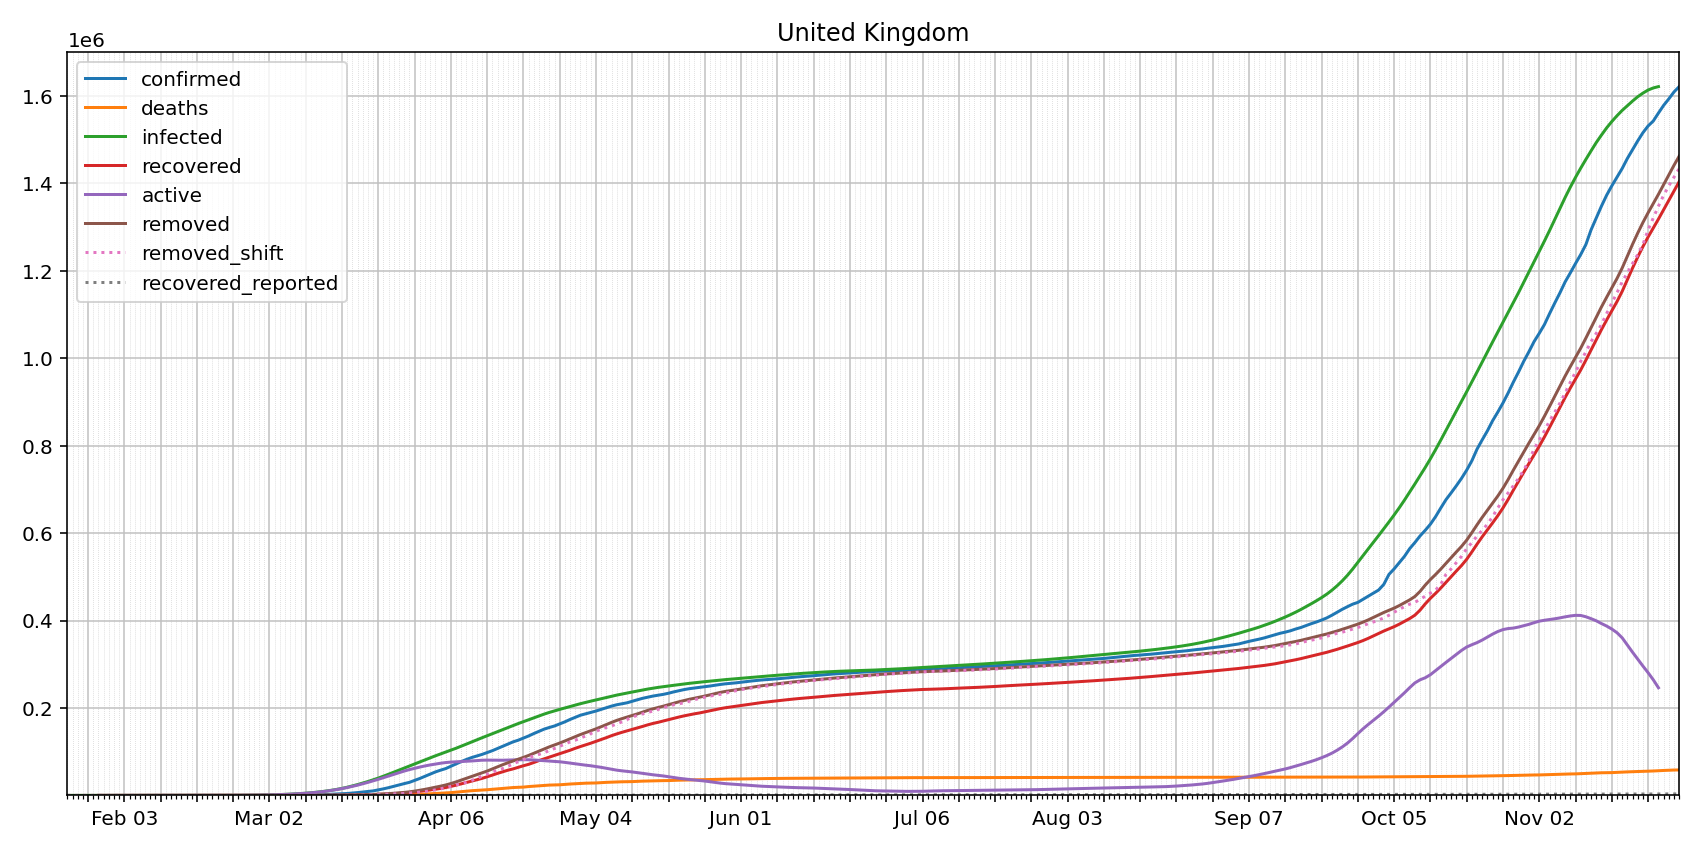 United Kingdom
1e6
confirmed
deaths
infected
recovered
active
removed
removed_shift
recovered_reported
1.6
1.4
1.2
1.0
0.8
0.6
0.4
0.2
Feb 03 Mar 02 Apr 06 May 04 Jun 01 Jul 06 Aug 03 Sep 07 Oct 05 Nov 02